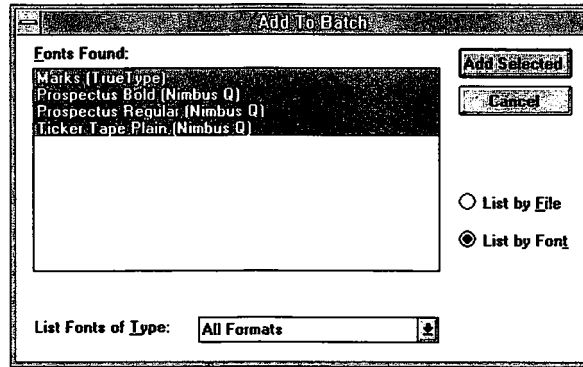 Add To Batch
Fonts Found:
Marks (TrueType)
Prospectus Bold (Nimbus Q)
Prospectus Regular (Nimbus Q)
Ticker Tape Plain (Nimbus Q)
Add Selected
Cancel
List by File
List by Font
List Fonts of Type:
All Formats